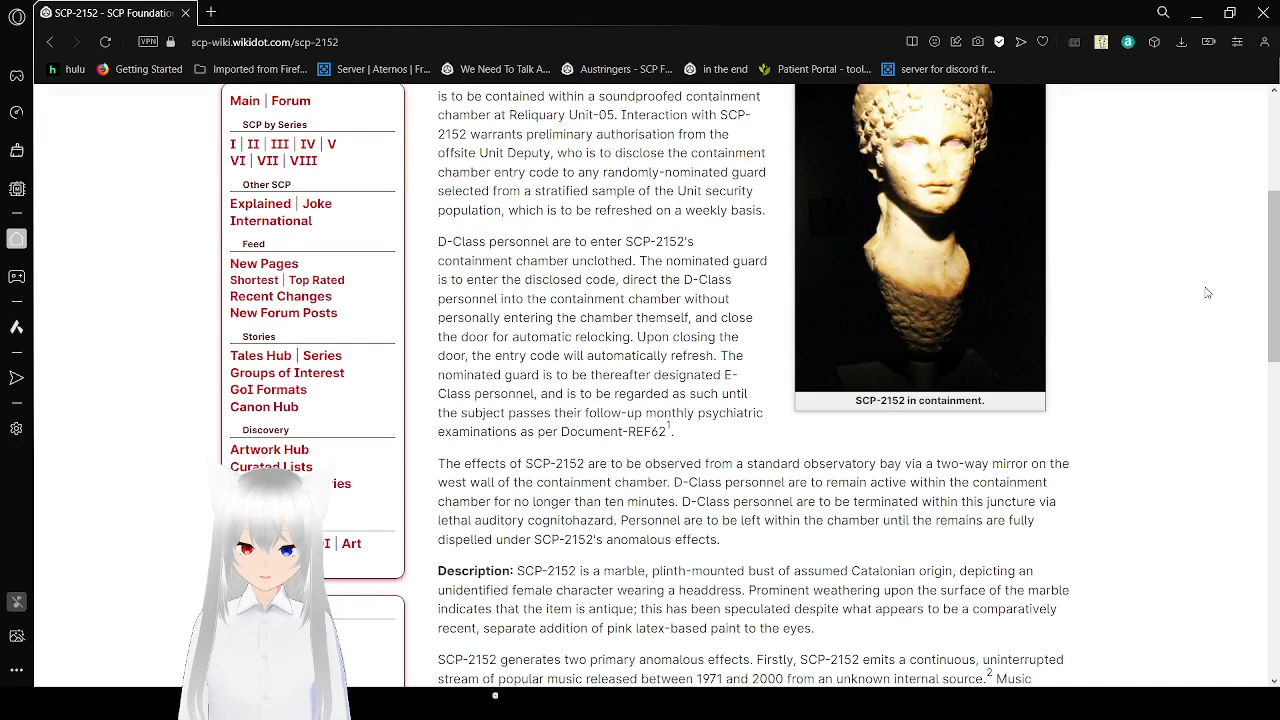 SCP-2152 - SCP Foundation
scp-wiki.wikidot.com/scp-2152
VPN
hulu
Getting Started
Imported from Firef...
Server | Aternos | Fr...
We Need To Talk A...
Austringers - SCP F...
in the end
Patient Portal - tool...
server for discord fr...
Main | Forum
SCP by Series
I | II | III | IV | V
VI | VII | VIII
Other SCP
Explained | Joke
International
Feed
New Pages
Shortest | Top Rated
Recent Changes
New Forum Posts
Stories
Tales Hub | Series
Groups of Interest
GoI Formats
Canon Hub
Discovery
Artwork Hub
Curated Lists
ries
I | Art
is to be contained within a soundproofed containment
chamber at Reliquary Unit-05. Interaction with SCP-
2152 warrants preliminary authorisation from the
offsite Unit Deputy, who is to disclose the containment
chamber entry code to any randomly-nominated guard
selected from a stratified sample of the Unit security
population, which is to be refreshed on a weekly basis.
D-Class personnel are to enter SCP-2152's
containment chamber unclothed. The nominated guard
is to enter the disclosed code, direct the D-Class
personnel into the containment chamber without
personally entering the chamber themself, and close
the door for automatic relocking. Upon closing the
door, the entry code will automatically refresh. The
nominated guard is to be thereafter designated E-
Class personnel, and is to be regarded as such until
the subject passes their follow-up monthly psychiatric
examinations as per Document-REF62¹.
SCP-2152 in containment.
The effects of SCP-2152 are to be observed from a standard observatory bay via a two-way mirror on the
west wall of the containment chamber. D-Class personnel are to remain active within the containment
chamber for no longer than ten minutes. D-Class personnel are to be terminated within this juncture via
lethal auditory cognitohazard. Personnel are to be left within the chamber until the remains are fully
dispelled under SCP-2152's anomalous effects.
Description: SCP-2152 is a marble, plinth-mounted bust of assumed Catalonian origin, depicting an
unidentified female character wearing a headdress. Prominent weathering upon the surface of the marble
indicates that the item is antique; this has been speculated despite what appears to be a comparatively
recent, separate addition of pink latex-based paint to the eyes.
SCP-2152 generates two primary anomalous effects. Firstly, SCP-2152 emits a continuous, uninterrupted
stream of popular music released between 1971 and 2000 from an unknown internal source.² Music